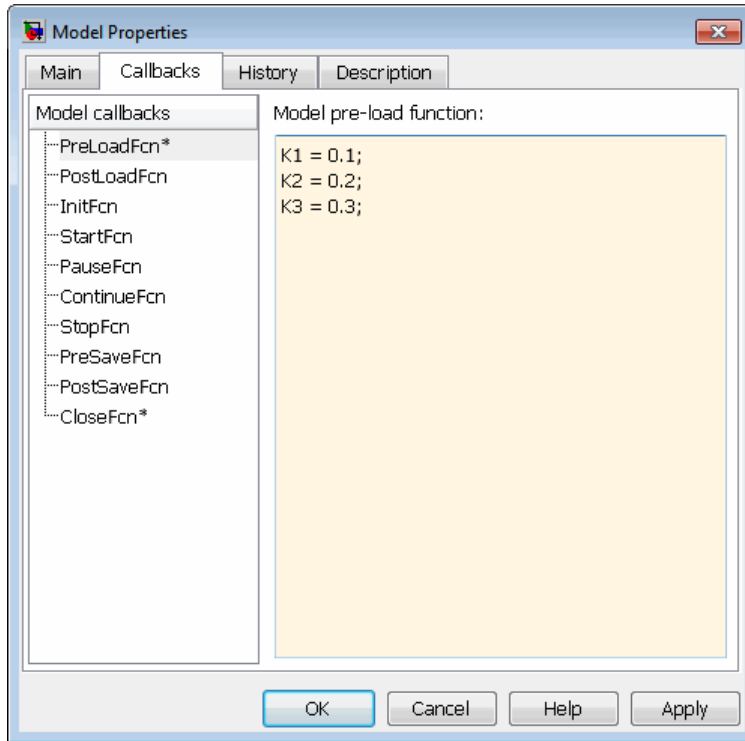 Model Properties
Main Callbacks History Description
Model callbacks
PreLoadFcn*
PostLoadFcn
InitFcn
StartFcn
PauseFcn
ContinueFcn
StopFcn
PreSaveFcn
PostSaveFcn
CloseFcn*
Model pre-load function:
K1 = 0.1;
K2 = 0.2;
K3 = 0.3;
OK Cancel Help Apply